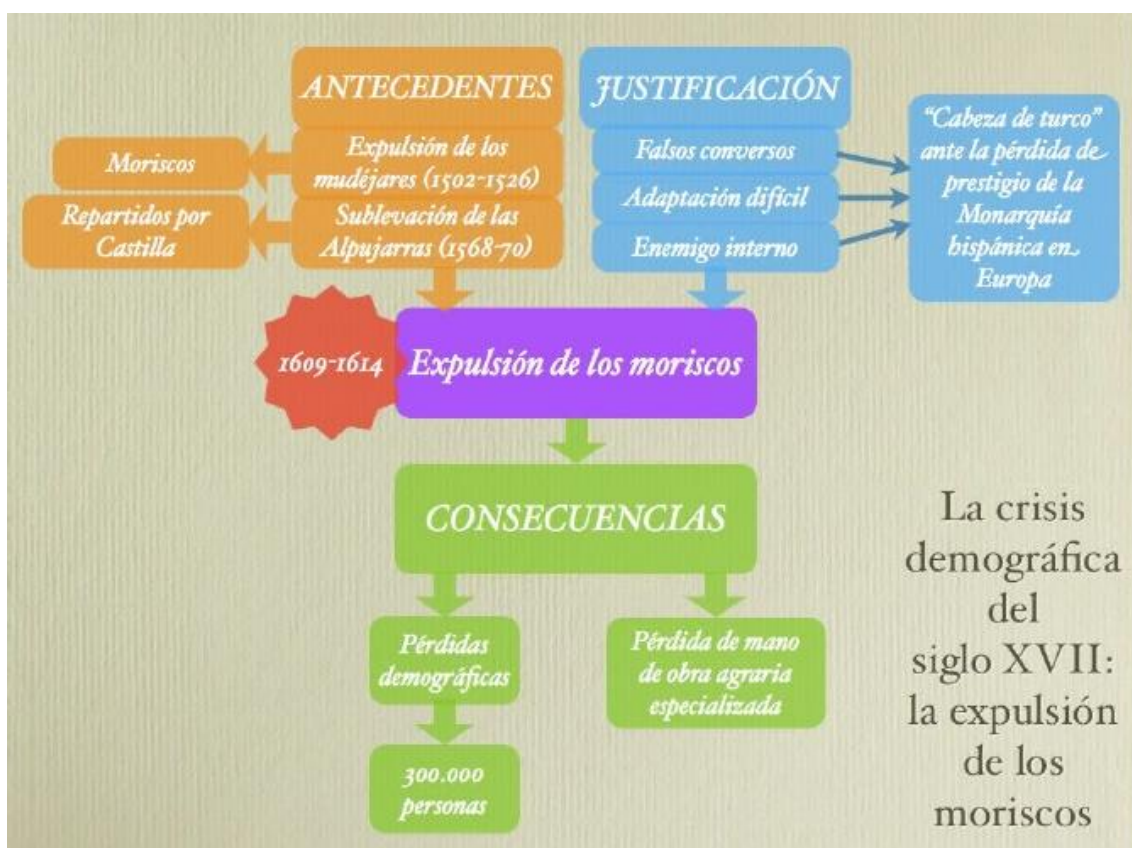 ANTECEDENTES
Expulsión de los
mudéjares (1502-1526)
Sublevación de las
Alpujarras (1568-70)
Moriscos
Repartidos por
Castilla
JUSTIFICACIÓN
Falsos conversos
Adaptación difícil
Enemigo interno
“Cabeza de turco”
ante la pérdida de
prestigio de la
Monarquía
hispánica en
Europa
1609-1614
Expulsión de los moriscos
CONSECUENCIAS
Pérdidas
demográficas
300.000
personas
Pérdida de mano
de obra agraria
especializada
La crisis
demográfica
del
siglo XVII:
la expulsión
de los
moriscos